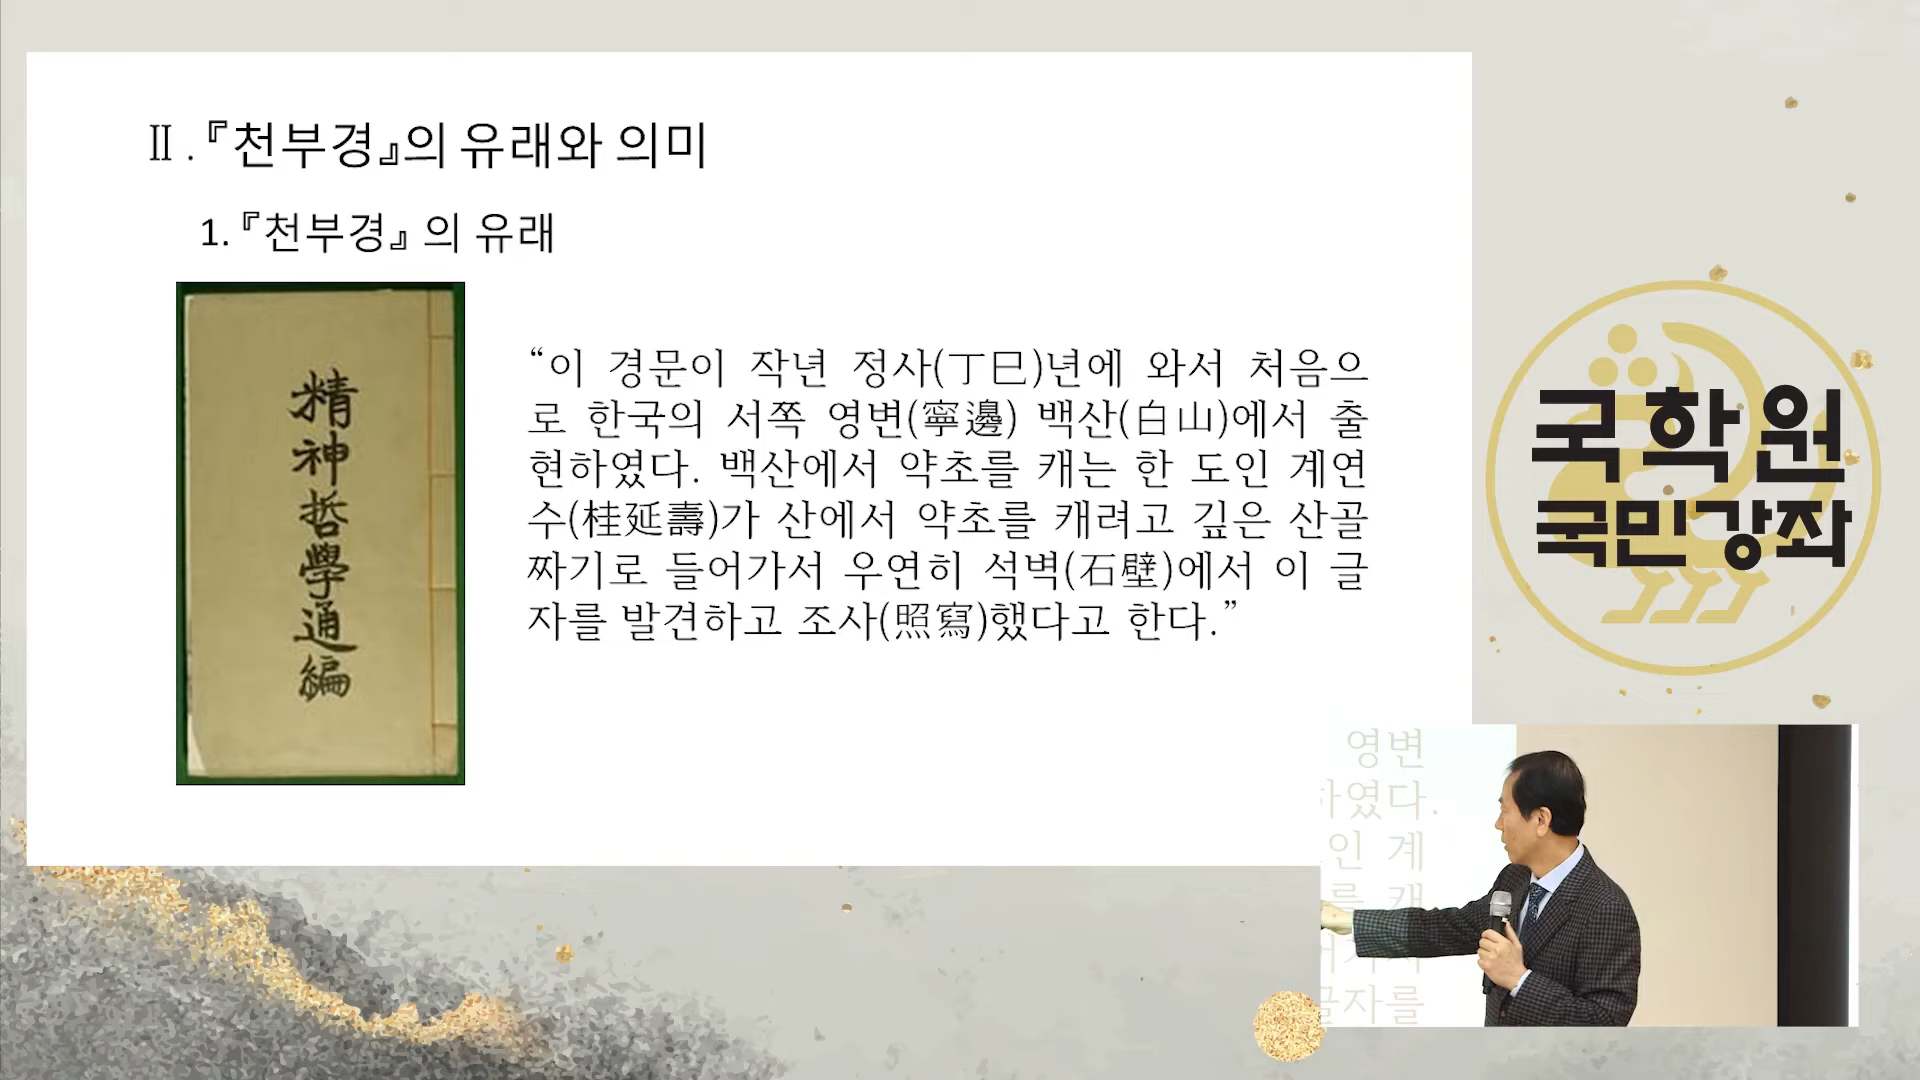 Ⅱ. 『천부경』의 유래와 의미
1. 『천부경』 의 유래
精神哲學通編
“이 경문이 작년 정사(丁巳)년에 와서 처음으
로 한국의 서쪽 영변(寧邊) 백산(白山)에서 출
현하였다. 백산에서 약초를 캐는 한 도인 계연
수(桂延壽)가 산에서 약초를 캐려고 깊은 산골
짜기로 들어가서 우연히 석벽(石壁)에서 이 글
자를 발견하고 조사(照寫)했다고 한다.”
국학원
국민강좌
영변
하였다.
인 계
를 캐
글자를